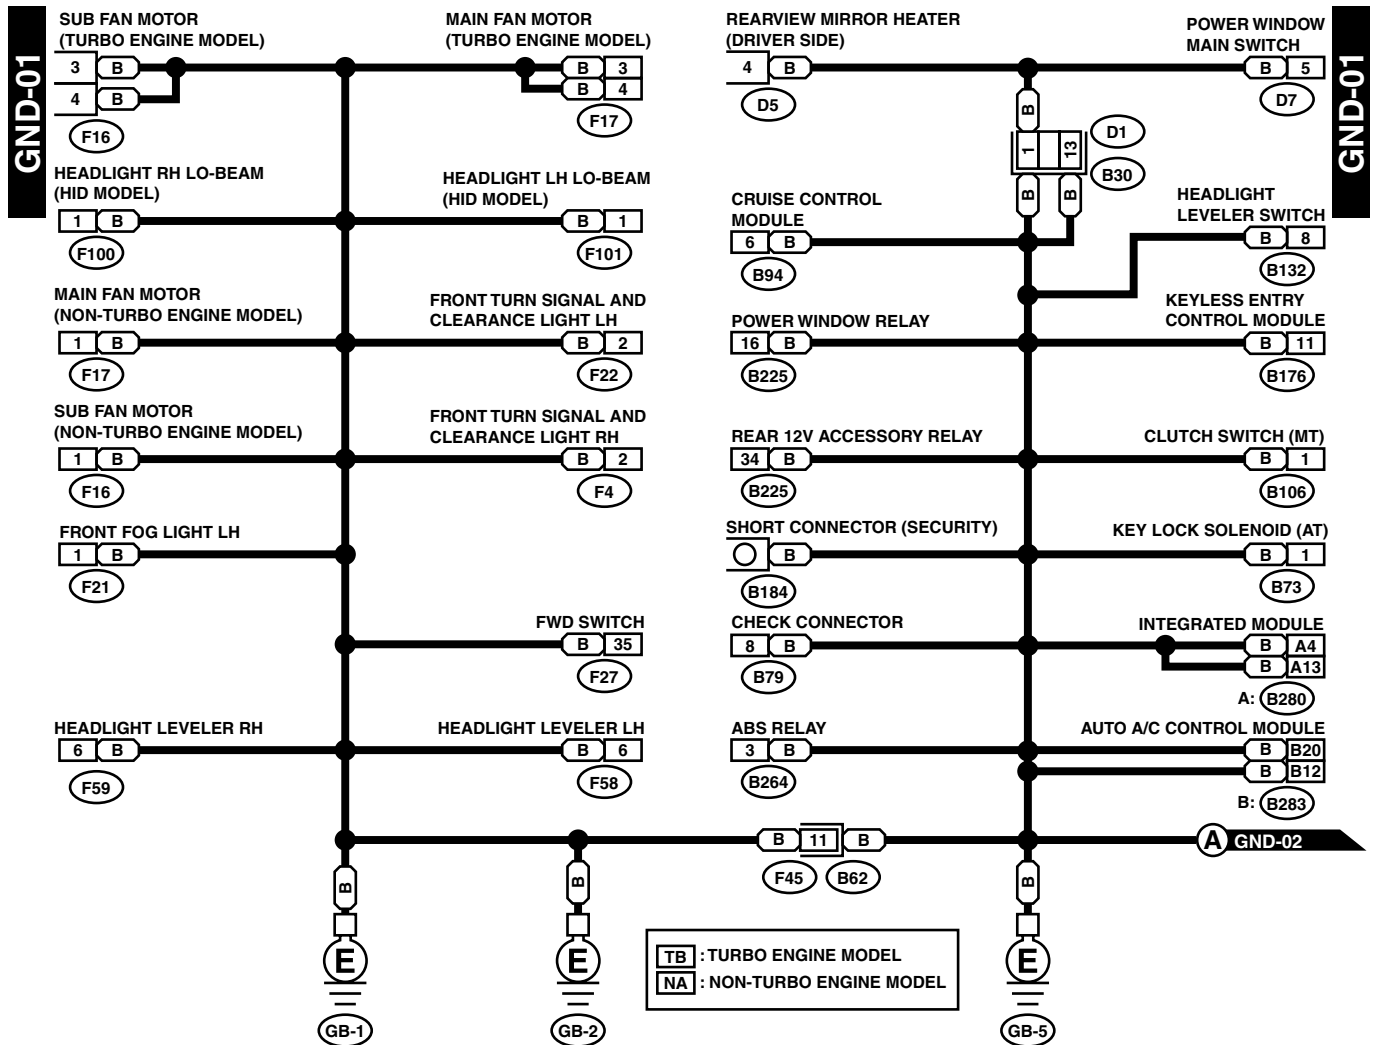 GND-01
SUB FAN MOTOR
(TURBO ENGINE MODEL)
3 B
4 B
F16
MAIN FAN MOTOR
(TURBO ENGINE MODEL)
B 3
B 4
F17
HEADLIGHT RH LO-BEAM
(HID MODEL)
1 B
F100
HEADLIGHT LH LO-BEAM
(HID MODEL)
B 1
F101
MAIN FAN MOTOR
(NON-TURBO ENGINE MODEL)
1 B
F17
FRONT TURN SIGNAL AND
CLEARANCE LIGHT LH
B 2
F22
SUB FAN MOTOR
(NON-TURBO ENGINE MODEL)
1 B
F16
FRONT TURN SIGNAL AND
CLEARANCE LIGHT RH
B 2
F4
FRONT FOG LIGHT LH
1 B
F21
FWD SWITCH
B 35
F27
HEADLIGHT LEVELER RH
6 B
F59
HEADLIGHT LEVELER LH
B 6
F58
REARVIEW MIRROR HEATER
(DRIVER SIDE)
4 B
D5
POWER WINDOW
MAIN SWITCH
B 5
D7
GND-01
B
1 13
D1
B30
B B
CRUISE CONTROL
MODULE
6 B
B94
HEADLIGHT
LEVELER SWITCH
B 8
B132
POWER WINDOW RELAY
16 B
B225
KEYLESS ENTRY
CONTROL MODULE
B 11
B176
REAR 12V ACCESSORY RELAY
34 B
B225
CLUTCH SWITCH (MT)
B 1
B106
SHORT CONNECTOR (SECURITY)
B
B184
KEY LOCK SOLENOID (AT)
B 1
B73
CHECK CONNECTOR
8 B
B79
INTEGRATED MODULE
B A4
B A13
A: B280
ABS RELAY
3 B
B264
AUTO A/C CONTROL MODULE
B B20
B B12
B: B283
B 11 B
F45 B62
A GND-02
B
E
GB-1
B
E
GB-2
B
E
GB-5
TB : TURBO ENGINE MODEL
NA : NON-TURBO ENGINE MODEL